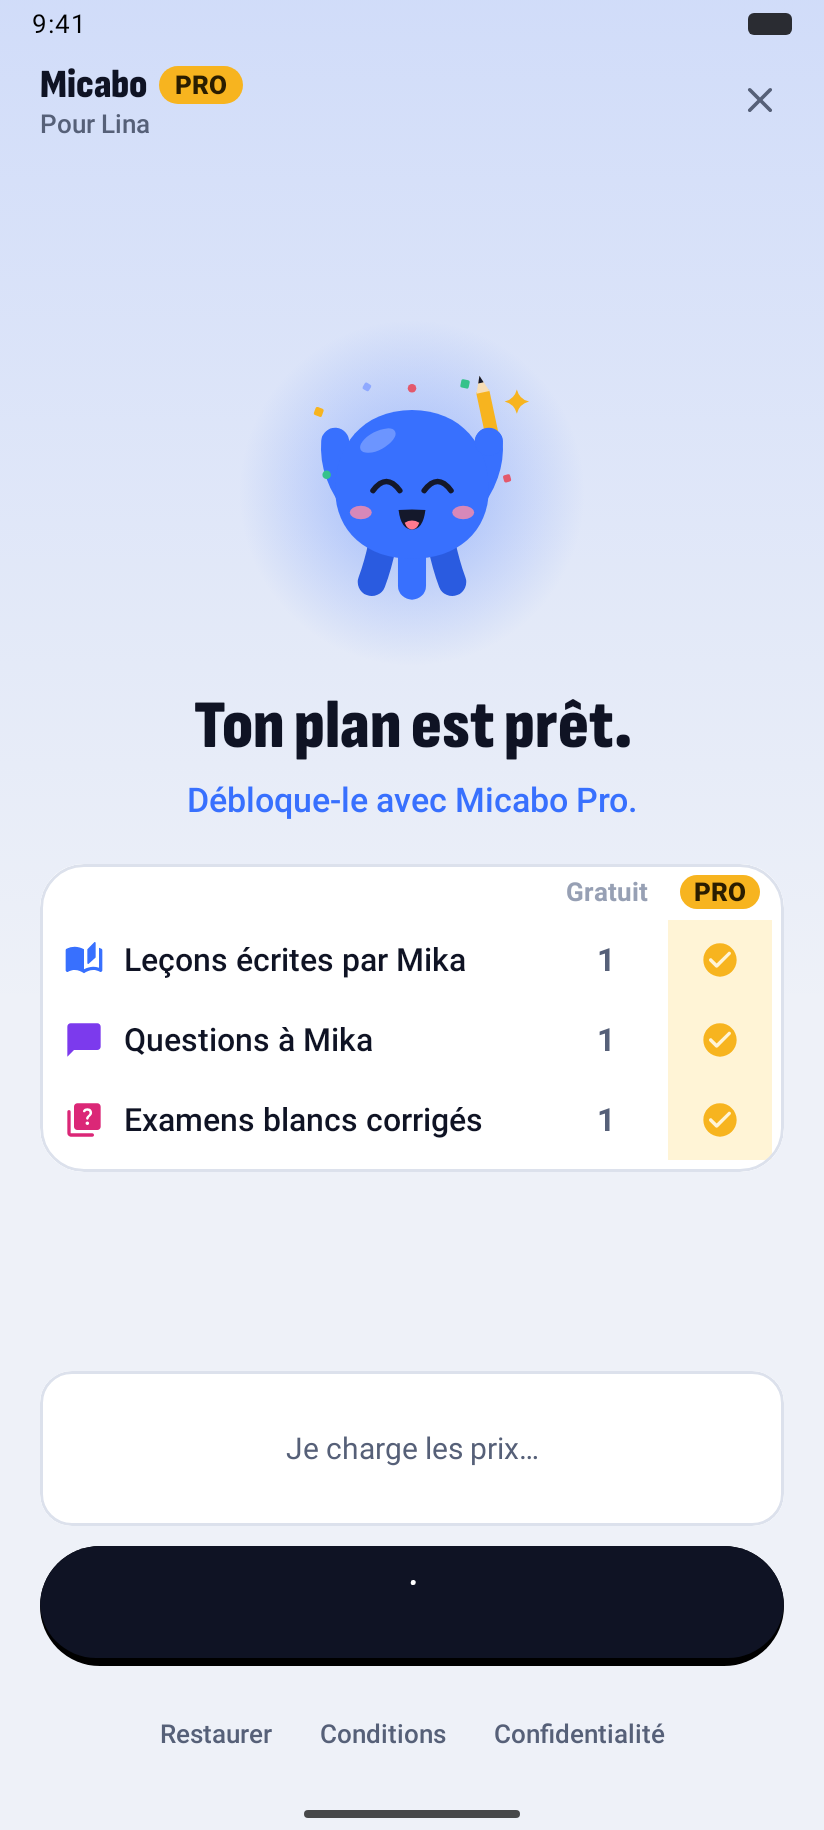 9:41
Micabo PRO
Pour Lina
Ton plan est prêt.
Débloque-le avec Micabo Pro.
Gratuit PRO
Leçons écrites par Mika 1
Questions à Mika 1
Examens blancs corrigés 1
Je charge les prix…
Restaurer Conditions Confidentialité